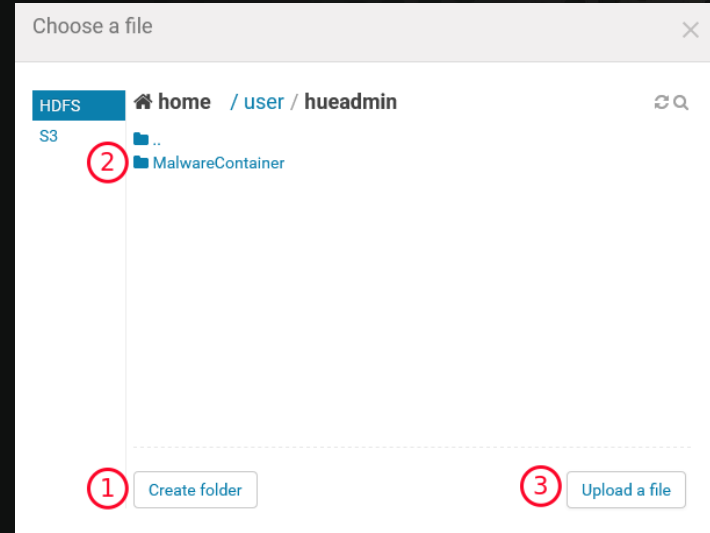 Choose a file
HDFS
S3
home / user / hueadmin
..
2 MalwareContainer
1 Create folder
3 Upload a file